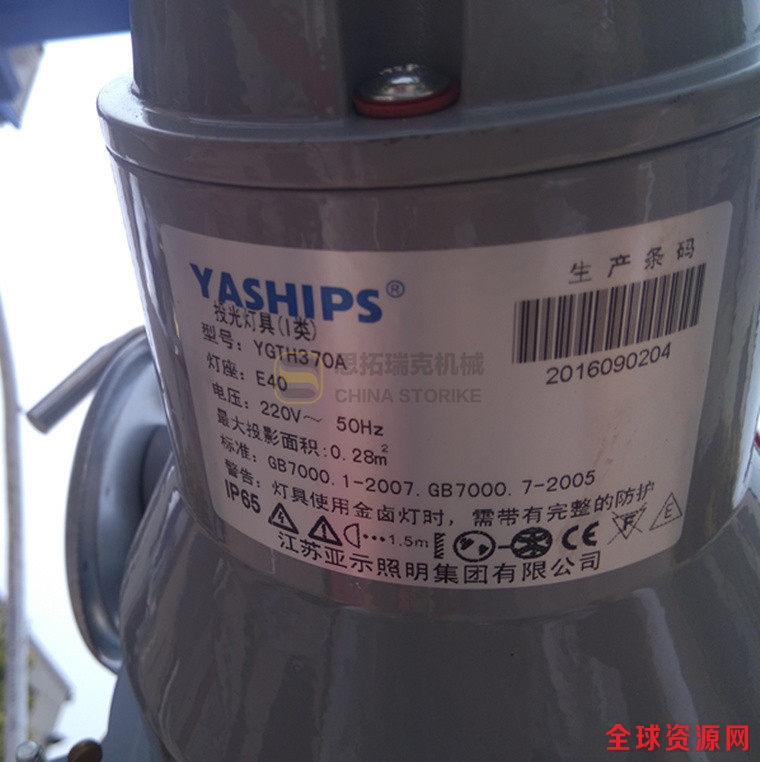 YASHIPS®
投光灯具(I类)
型号: YGTH370A
灯座: E40
电压: 220V～ 50Hz
最大投影面积:0.28m²
标准: GB7000.1-2007.GB7000.7-2005
警告: 灯具使用金卤灯时, 需带有完整的防护
IP65 ...1.5m CE F E
江苏亚示照明集团有限公司
生产条码
2016090204
思拓瑞克机械
CHINA STORIKE
全球资源网